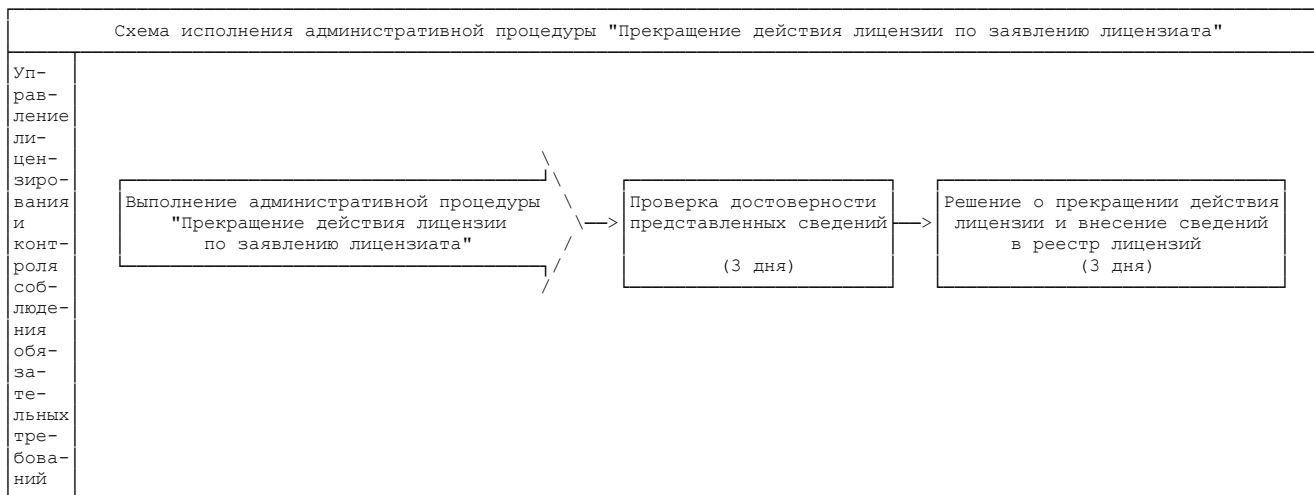 Схема исполнения административной процедуры "Прекращение действия лицензии по заявлению лицензиата"
Уп-
рав-
ление
ли-
цен-
зиро-
вания
и
конт-
роля
соб-
люде-
ния
обя-
за-
те-
льных
тре-
бова-
ний
Выполнение административной процедуры
"Прекращение действия лицензии
по заявлению лицензиата"
Проверка достоверности
представленных сведений
(3 дня)
Решение о прекращении действия
лицензии и внесение сведений
в реестр лицензий
(3 дня)